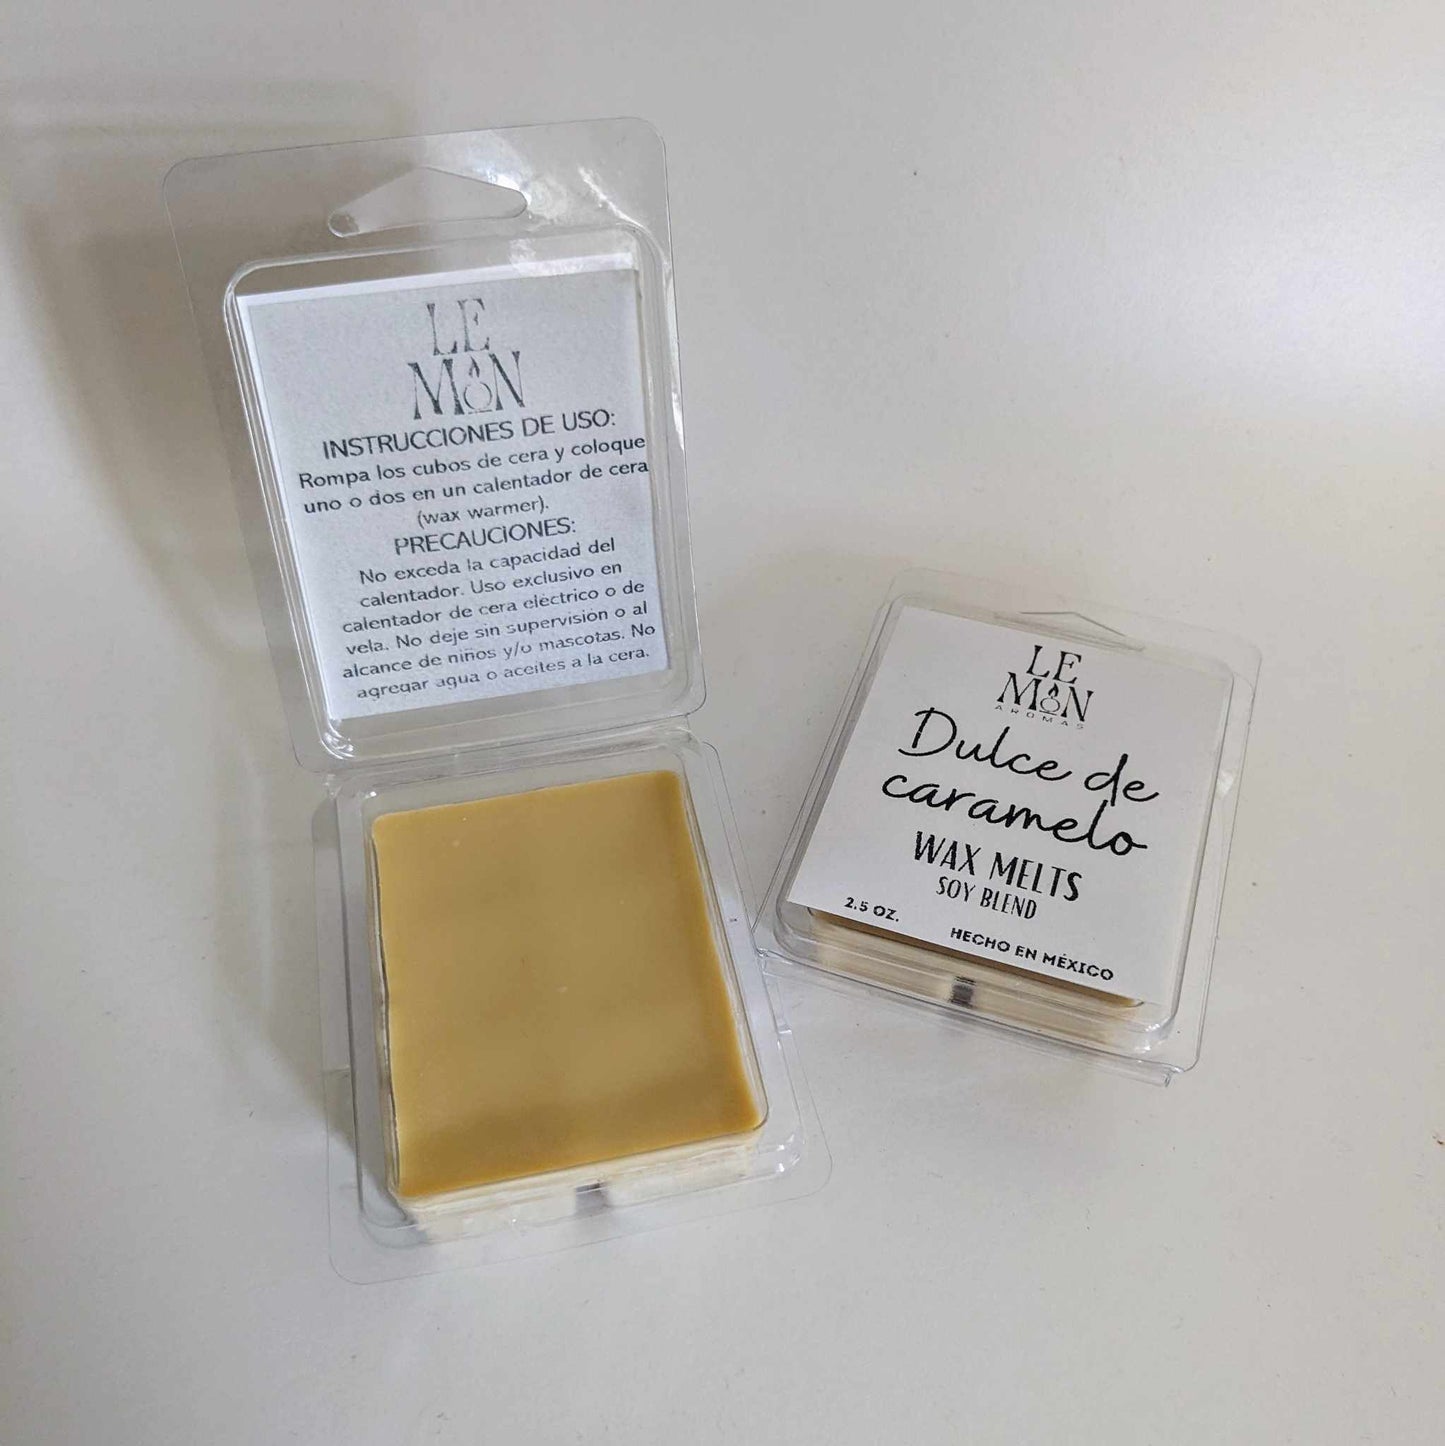 LE
MON
INSTRUCCIONES DE USO:
Rompa los cubos de cera y coloque
uno o dos en un calentador de cera
(wax warmer).
PRECAUCIONES:
No exceda la capacidad del
calentador. Uso exclusivo en
calentador de cera eléctrico o de
vela. No deje sin supervisión o al
alcance de niños y/o mascotas. No
agregar agua o aceites a la cera.
LE
MON
AROMAS
Dulce de
caramelo
WAX MELTS
SOY BLEND
2.5 OZ.
HECHO EN MÉXICO